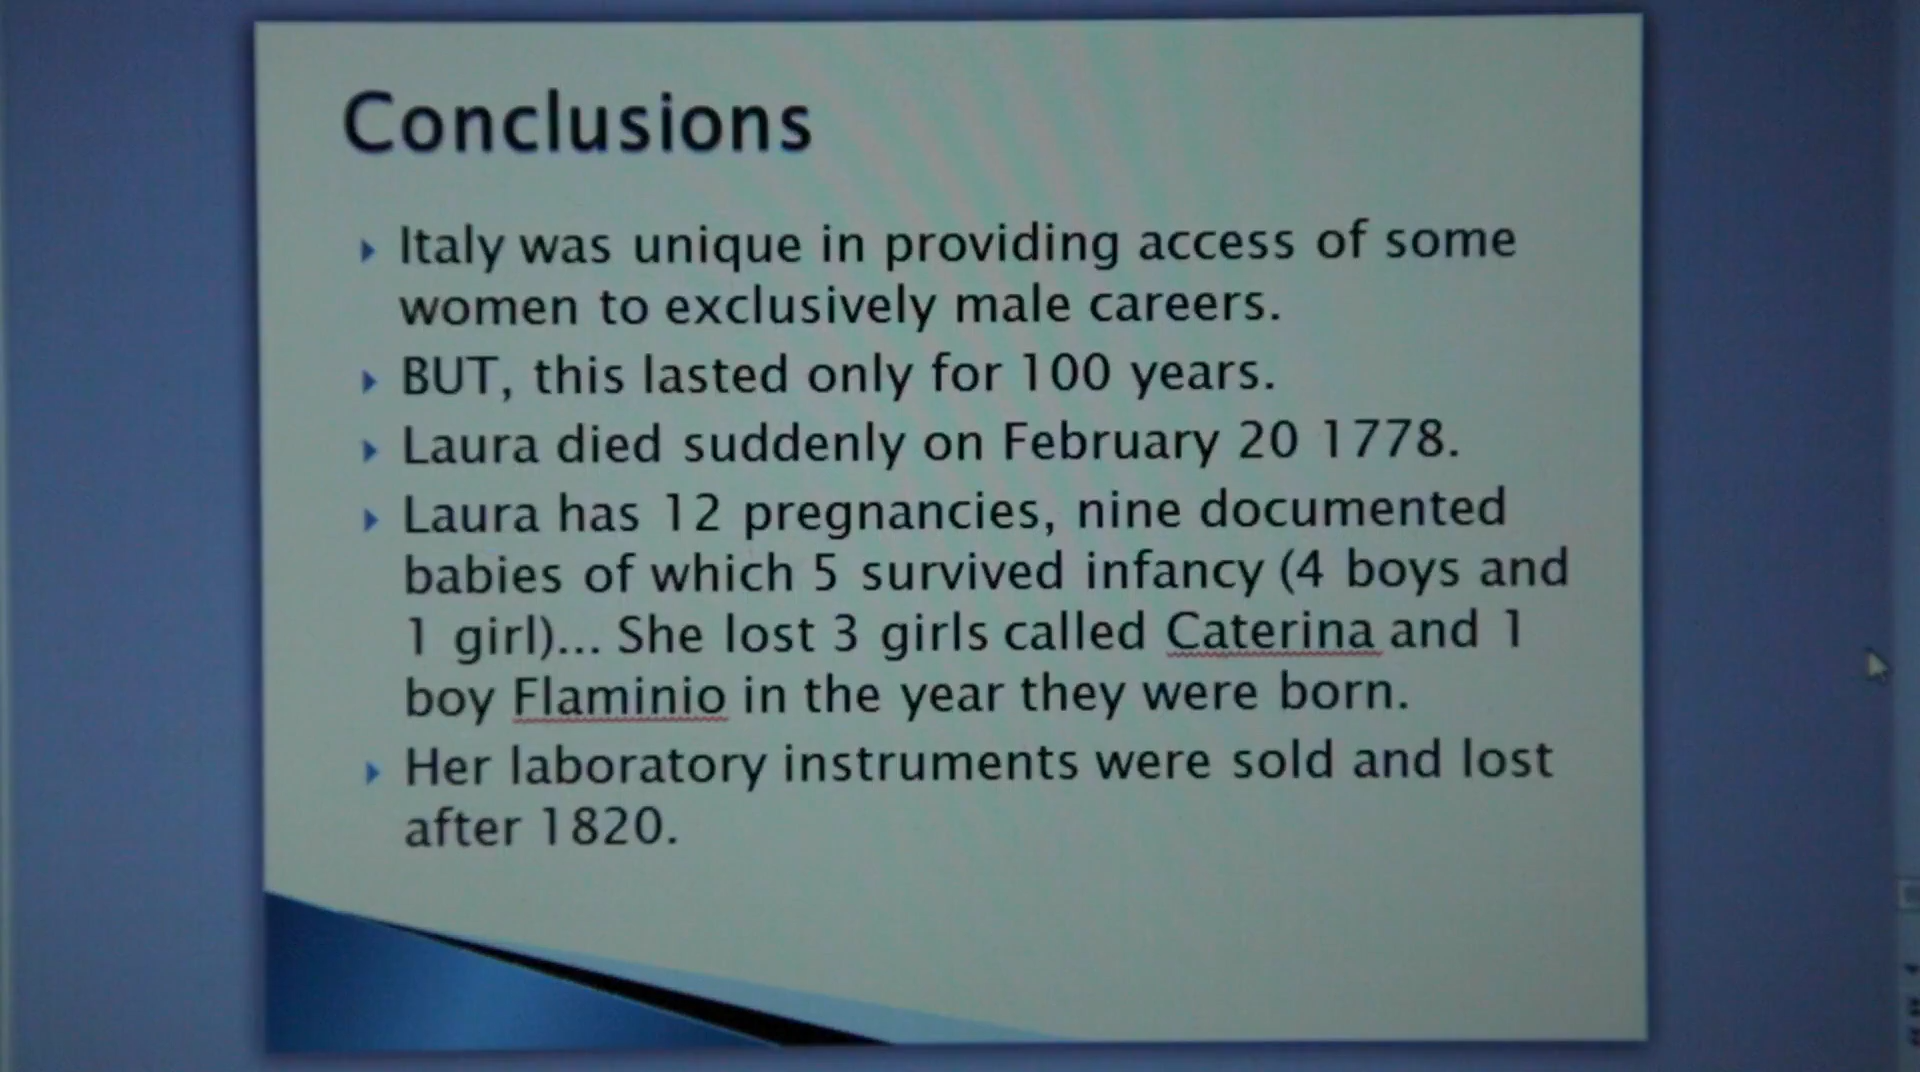 Conclusions
Italy was unique in providing access of some
women to exclusively male careers.
BUT, this lasted only for 100 years.
Laura died suddenly on February 20 1778.
Laura has 12 pregnancies, nine documented
babies of which 5 survived infancy (4 boys and
1 girl)... She lost 3 girls called Caterina and 1
boy Flaminio in the year they were born.
Her laboratory instruments were sold and lost
after 1820.